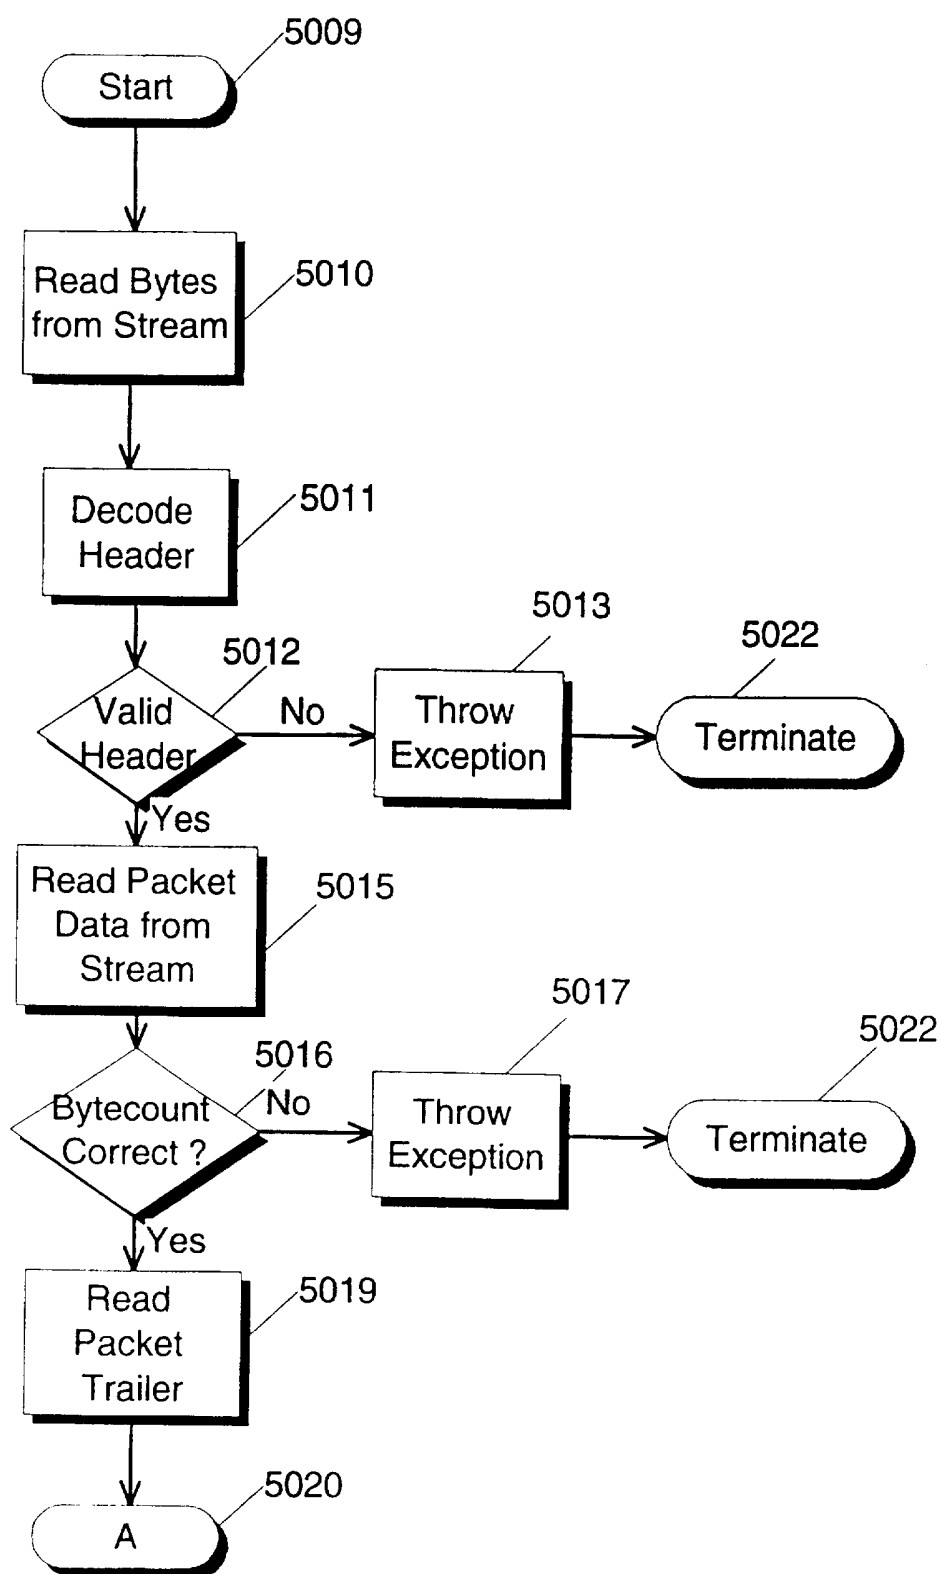 5009
Start
5010
Read Bytes
from Stream
5011
Decode
Header
5012
Valid
Header
No
5013
Throw
Exception
5022
Terminate
Yes
5015
Read Packet
Data from
Stream
5016
Bytecount
Correct ?
No
5017
Throw
Exception
5022
Terminate
Yes
5019
Read
Packet
Trailer
5020
A